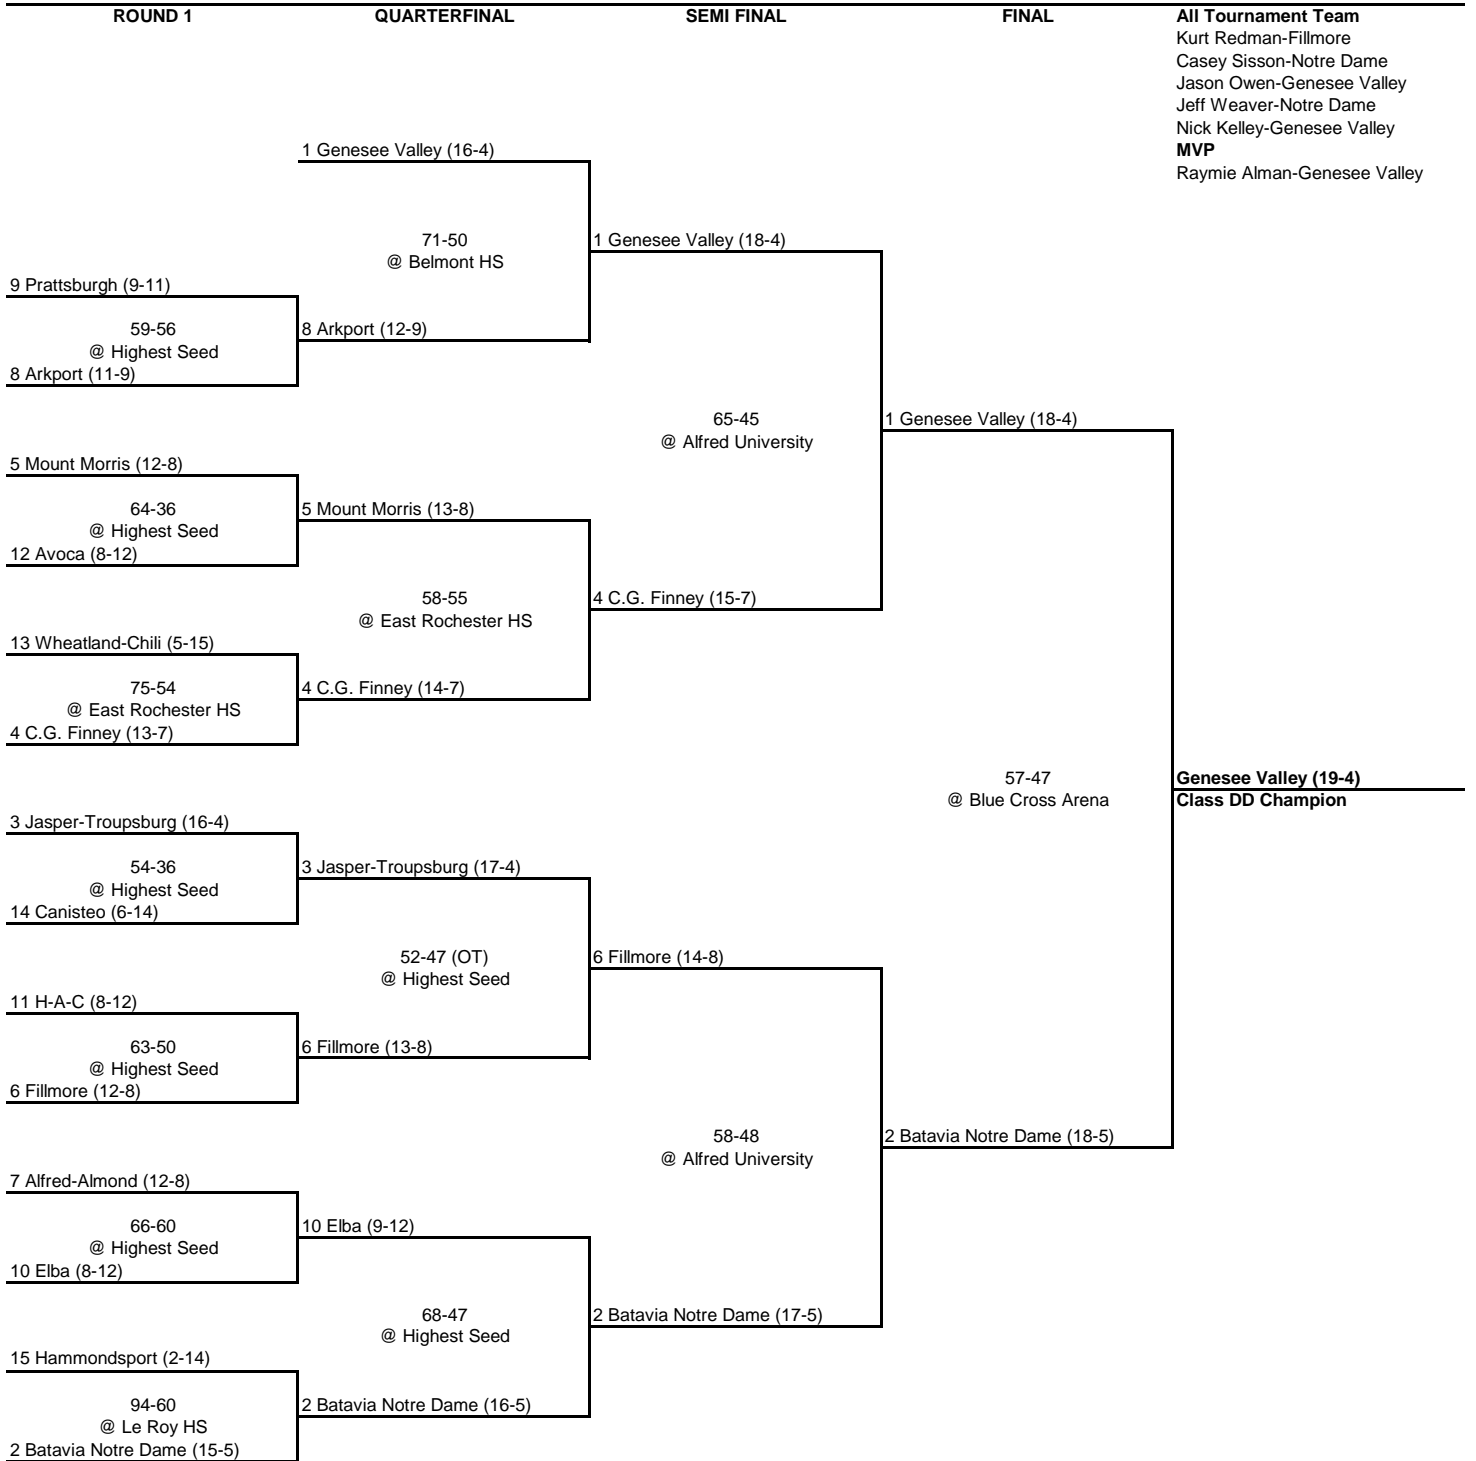 ROUND 1 QUARTERFINAL SEMI FINAL FINAL All Tournament Team
Kurt Redman-Fillmore
Casey Sisson-Notre Dame
Jason Owen-Genesee Valley
Jeff Weaver-Notre Dame
Nick Kelley-Genesee Valley
MVP
Raymie Alman-Genesee Valley
1 Genesee Valley (16-4)
71-50
@ Belmont HS
1 Genesee Valley (18-4)
9 Prattsburgh (9-11)
59-56
@ Highest Seed
8 Arkport (12-9)
8 Arkport (11-9)
65-45
@ Alfred University
1 Genesee Valley (18-4)
5 Mount Morris (12-8)
64-36
@ Highest Seed
5 Mount Morris (13-8)
12 Avoca (8-12)
58-55
@ East Rochester HS
4 C.G. Finney (15-7)
13 Wheatland-Chili (5-15)
75-54
@ East Rochester HS
4 C.G. Finney (14-7)
4 C.G. Finney (13-7)
57-47
@ Blue Cross Arena
Genesee Valley (19-4)
Class DD Champion
3 Jasper-Troupsburg (16-4)
54-36
@ Highest Seed
3 Jasper-Troupsburg (17-4)
14 Canisteo (6-14)
52-47 (OT)
@ Highest Seed
6 Fillmore (14-8)
11 H-A-C (8-12)
63-50
@ Highest Seed
6 Fillmore (13-8)
6 Fillmore (12-8)
58-48
@ Alfred University
2 Batavia Notre Dame (18-5)
7 Alfred-Almond (12-8)
66-60
@ Highest Seed
10 Elba (9-12)
10 Elba (8-12)
68-47
@ Highest Seed
2 Batavia Notre Dame (17-5)
15 Hammondsport (2-14)
94-60
@ Le Roy HS
2 Batavia Notre Dame (16-5)
2 Batavia Notre Dame (15-5)